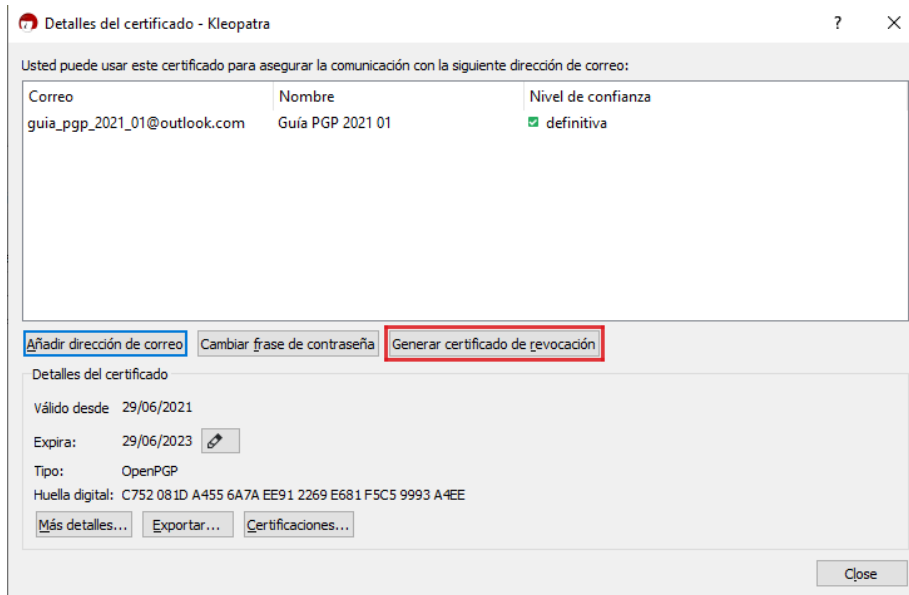 Detalles del certificado - Kleopatra ?
Usted puede usar este certificado para asegurar la comunicación con la siguiente dirección de correo:
Correo Nombre Nivel de confianza
guia_pgp_2021_01@outlook.com Guía PGP 2021 01 definitiva
Añadir dirección de correo Cambiar frase de contraseña Generar certificado de revocación
Detalles del certificado
Válido desde 29/06/2021
Expira: 29/06/2023
Tipo: OpenPGP
Huella digital: C752 081D A455 6A7A EE91 2269 E681 F5C5 9993 A4EE
Más detalles... Exportar... Certificaciones...
Close